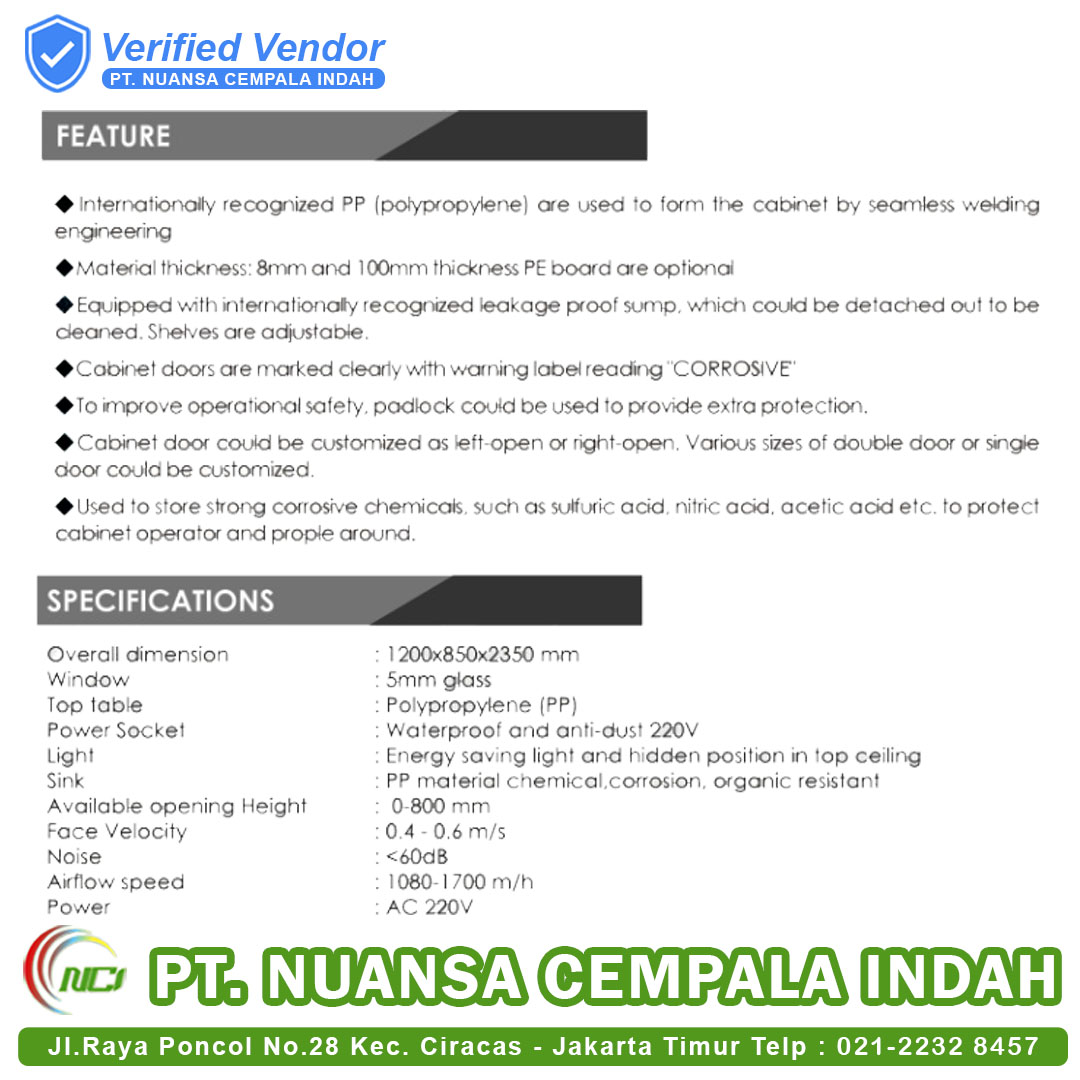 Verified Vendor
PT. NUANSA CEMPALA INDAH
FEATURE
◆Internationally recognized PP (polypropylene) are used to form the cabinet by seamless welding
engineering
◆Material thickness: 8mm and 100mm thickness PE board are optional
◆Equipped with internationally recognized leakage proof sump, which could be detached out to be
cleaned. Shelves are adjustable.
◆Cabinet doors are marked clearly with warning label reading "CORROSIVE"
◆To improve operational safety, padlock could be used to provide extra protection.
◆Cabinet door could be customized as left-open or right-open. Various sizes of double door or single
door could be customized.
◆Used to store strong corrosive chemicals, such as sulfuric acid, nitric acid, acetic acid etc. to protect
cabinet operator and prople around.
SPECIFICATIONS
Overall dimension : 1200x850x2350 mm
Window : 5mm glass
Top table : Polypropylene (PP)
Power Socket : Waterproof and anti-dust 220V
Light : Energy saving light and hidden position in top ceiling
Sink : PP material chemical,corrosion, organic resistant
Available opening Height : 0-800 mm
Face Velocity : 0.4 - 0.6 m/s
Noise : <60dB
Airflow speed : 1080-1700 m/h
Power : AC 220V
NCI PT. NUANSA CEMPALA INDAH
Jl.Raya Poncol No.28 Kec. Ciracas - Jakarta Timur Telp : 021-2232 8457